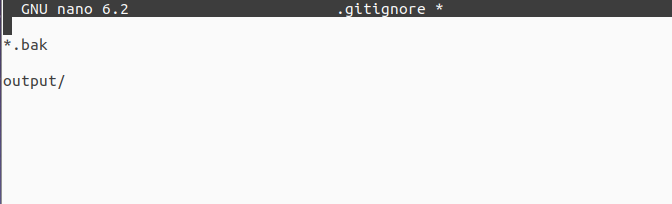 GNU nano 6.2 .gitignore *
*.bak
output/